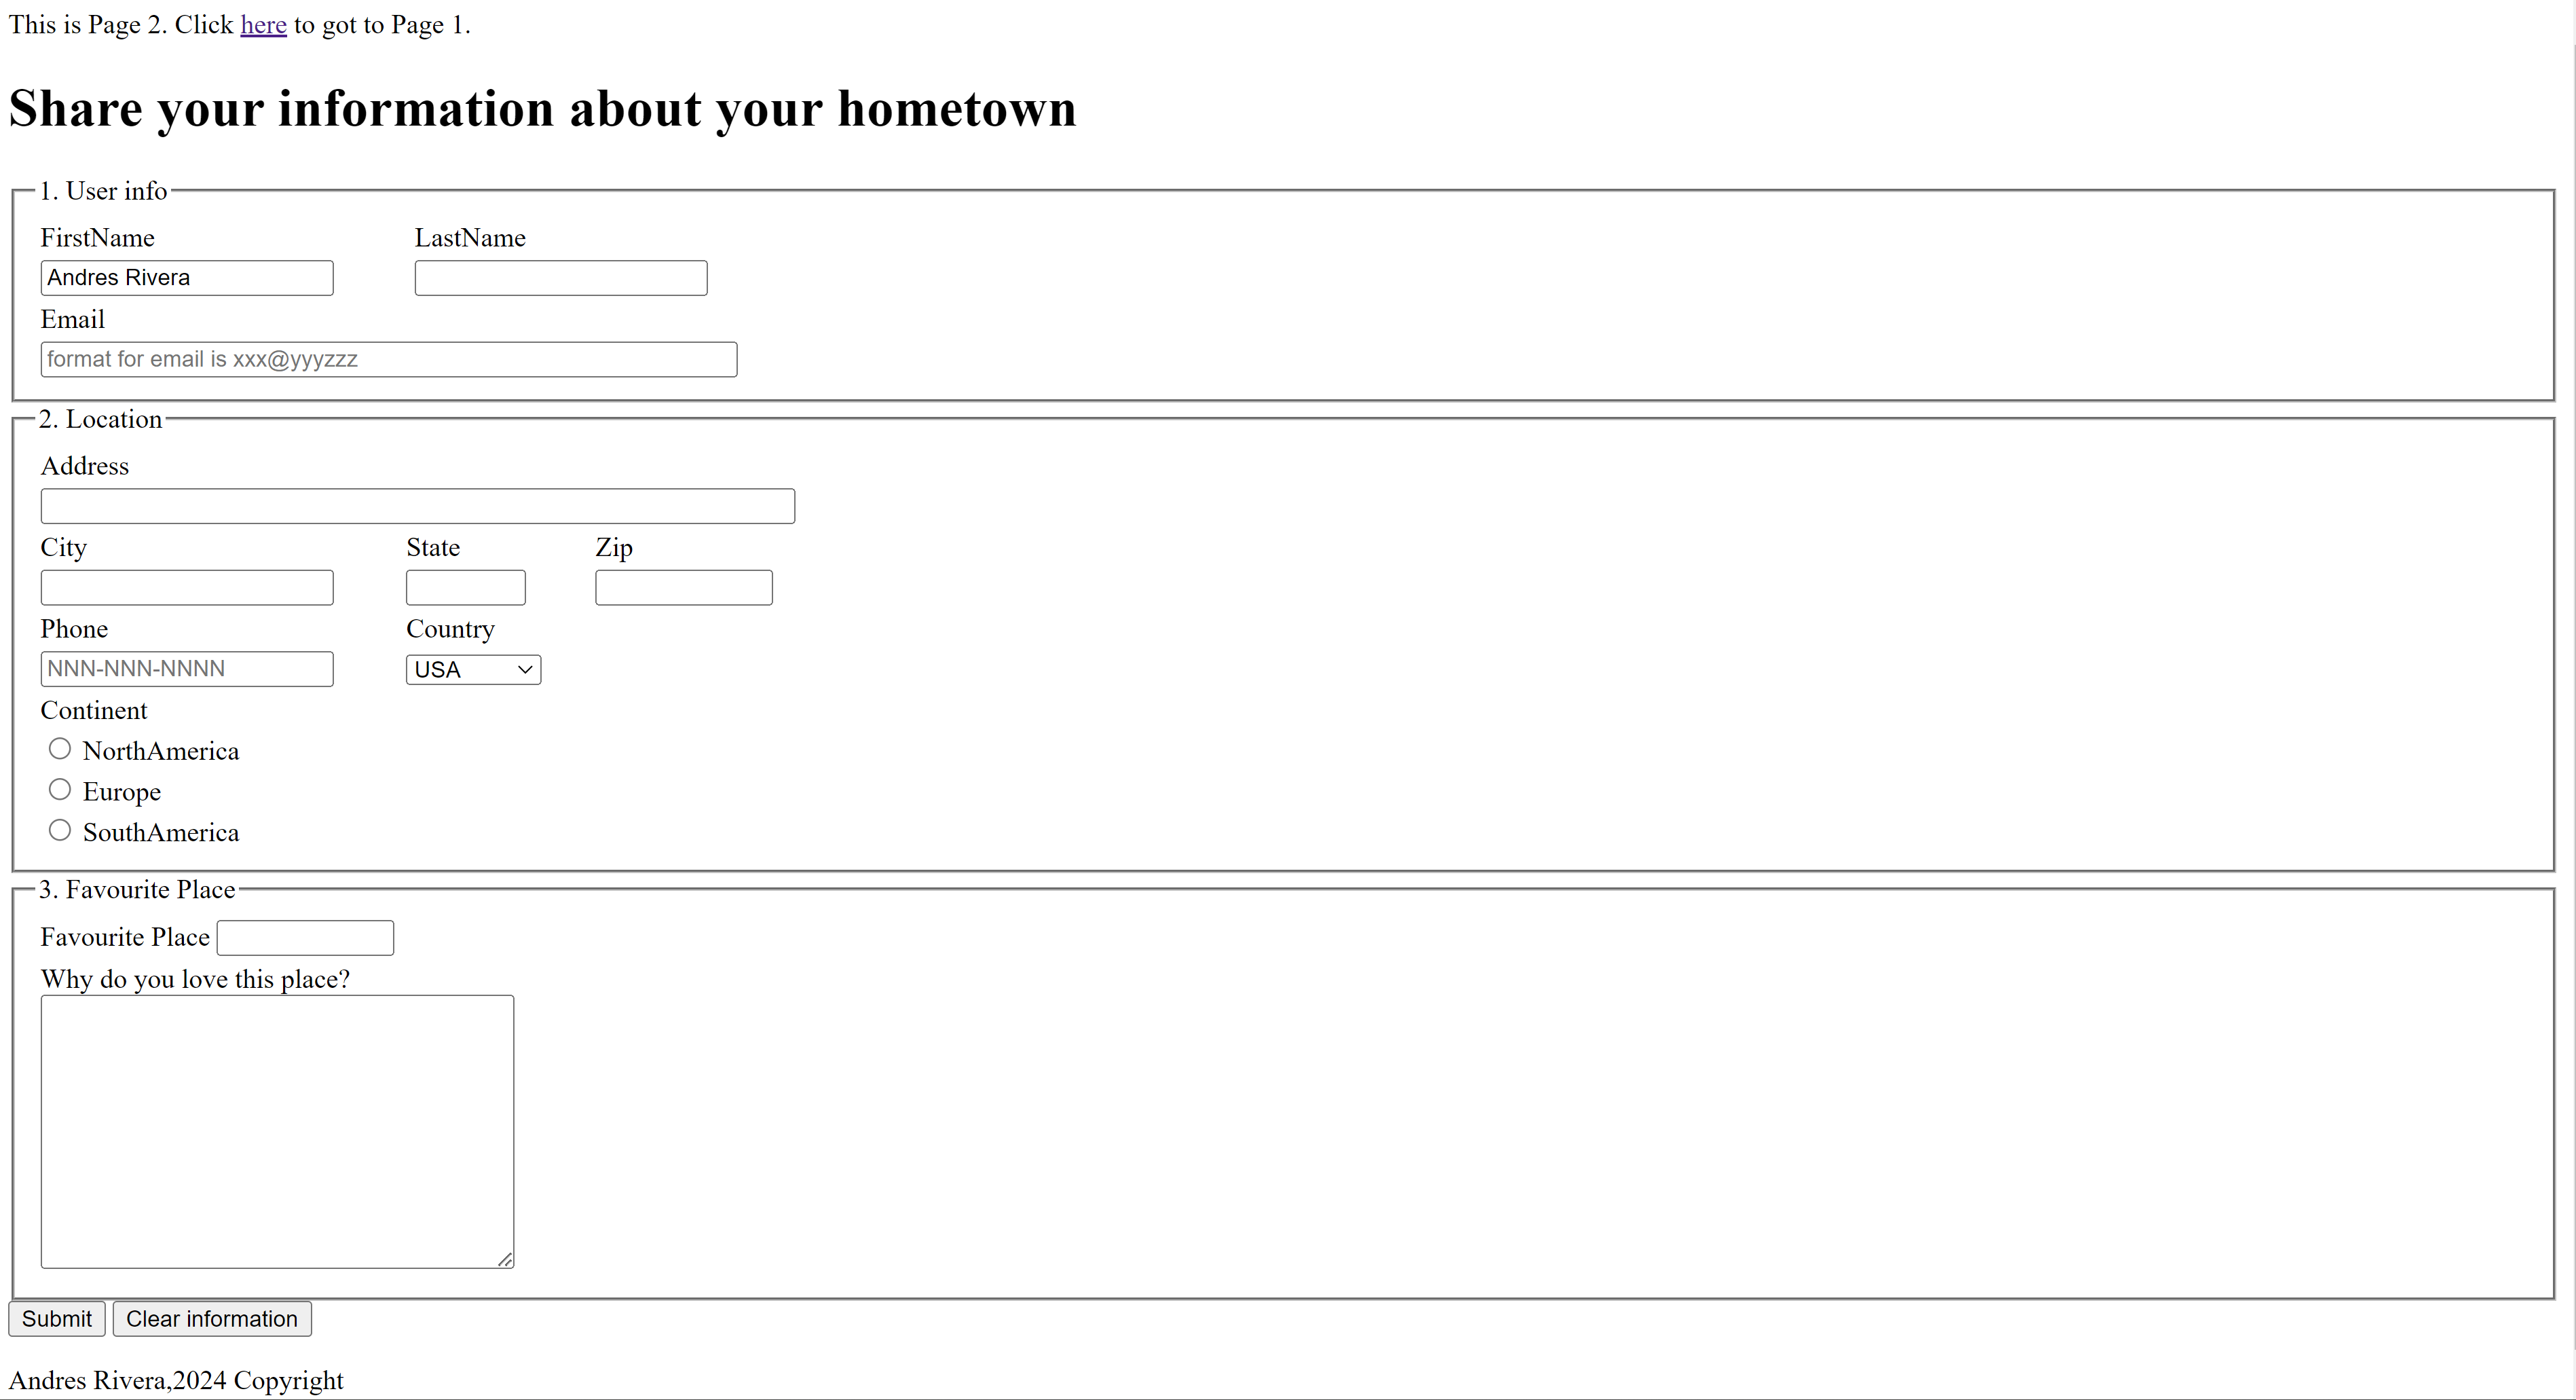 This is Page 2. Click here to got to Page 1.
Share your information about your hometown
1. User info
FirstName LastName
Andres Rivera
Email
format for email is xxx@yyyzzz
2. Location
Address
City State Zip
Phone Country
NNN-NNN-NNNN USA
Continent
NorthAmerica
Europe
SouthAmerica
3. Favourite Place
Favourite Place
Why do you love this place?
Submit Clear information
Andres Rivera,2024 Copyright